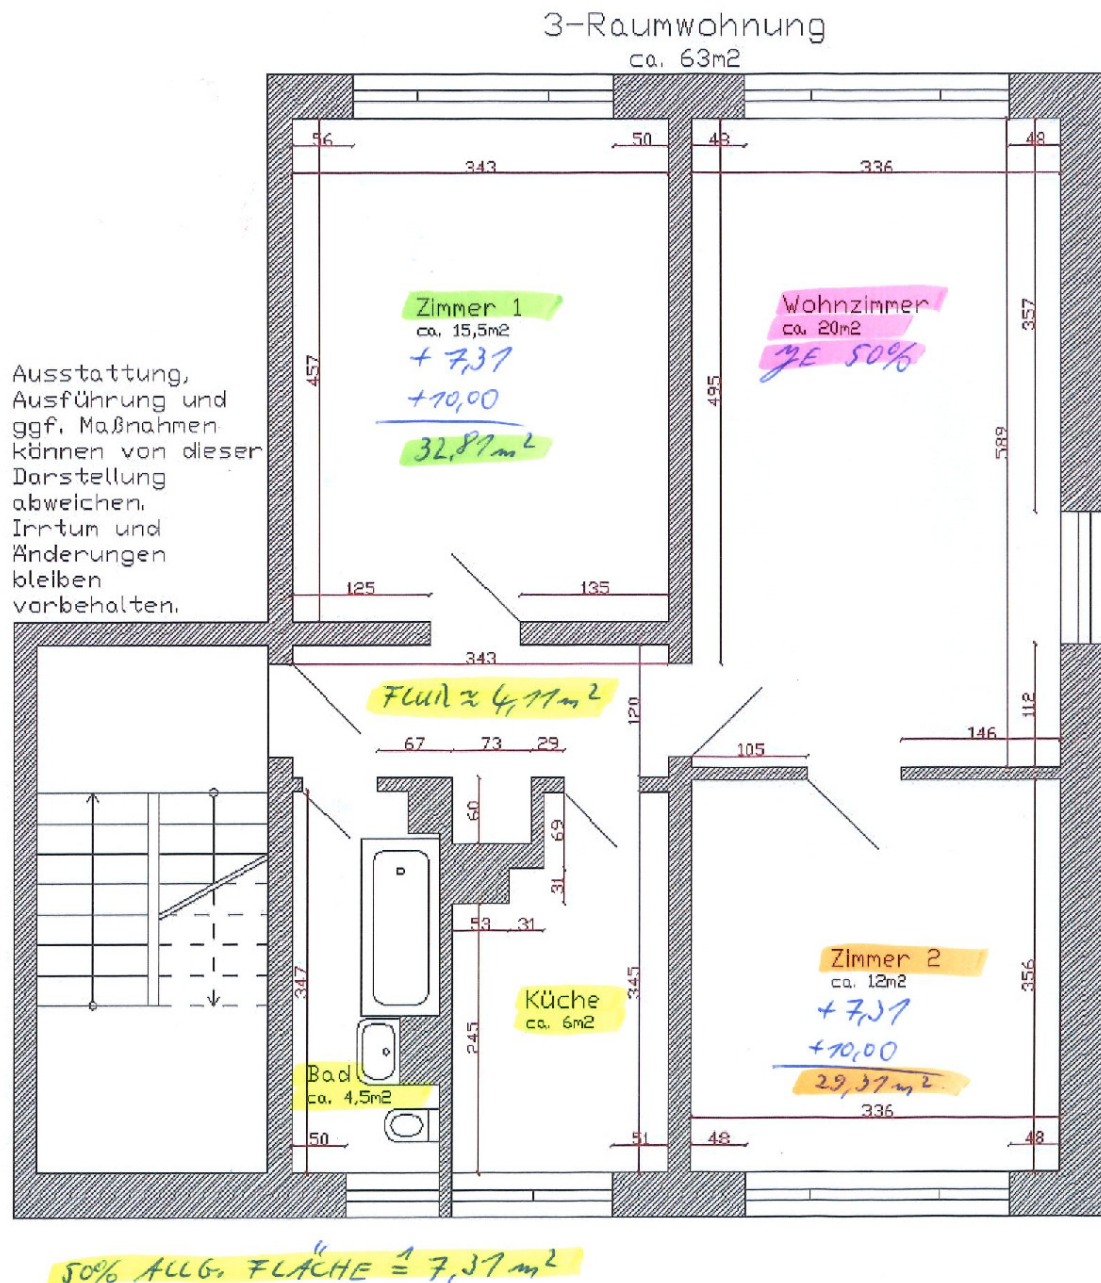 3-Raumwohnung
ca. 63m2
56
50
48
48
343
336
Zimmer 1
ca. 15,5m2
+ 7,31
+10,00
32,81 m²
Wohnzimmer
ca. 20m2
JE 50%
357
457
495
589
Ausstattung,
Ausführung und
ggf. Maßnahmen
können von dieser
Darstellung
abweichen.
Irrtum und
Änderungen
bleiben
vorbehalten.
125
135
343
FLUR ≈ 4,11 m²
120
112
67
73
29
105
146
60
69
31
53
31
347
245
345
356
Küche
ca. 6m2
Zimmer 2
ca. 12m2
+ 7,31
+10,00
29,31 m²
Bad
ca. 4,5m2
336
50
51
48
48
50% ALLG. FLÄCHE ≙ 7,31 m²